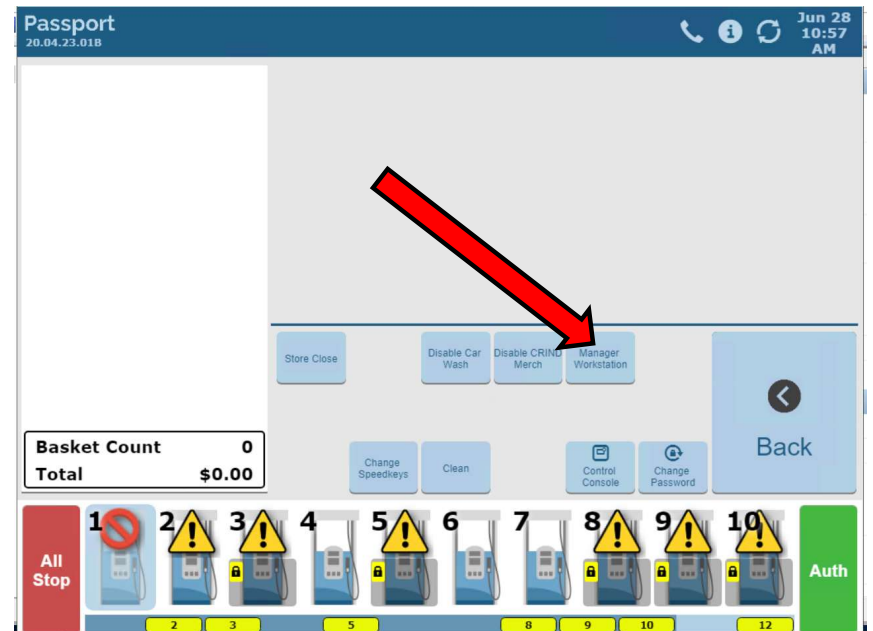 Passport
20.04.23.01B
Jun 28
10:57
AM
Store Close
Disable Car
Wash
Disable CRIND
Merch
Manager
Workstation
Back
Basket Count 0
Total $0.00
Change
Speedkeys
Clean
Control
Console
Change
Password
All
Stop
1 2 3 4 5 6 7 8 9 10
Auth
2 3 5 8 9 10 12